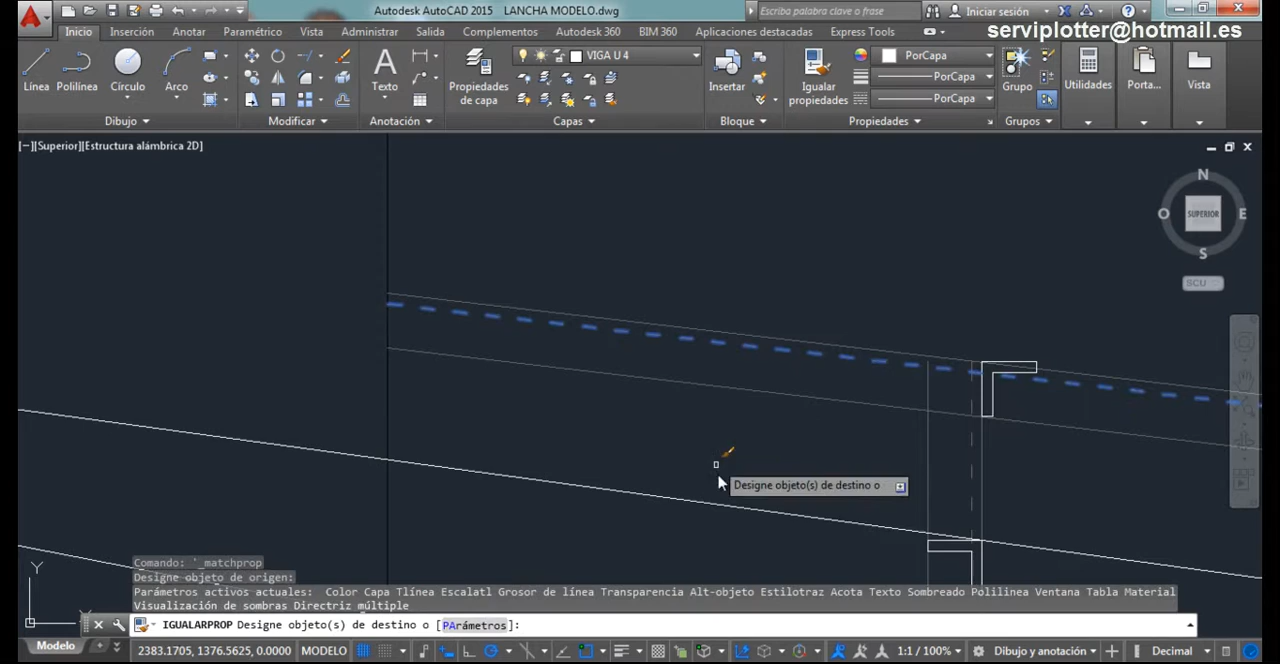 Autodesk AutoCAD 2015    LANCHA MODELO.dwg
Escriba palabra clave o frase
Iniciar sesión
Inicio
Inserción
Anotar
Paramétrico
Vista
Administrar
Salida
Complementos
Autodesk 360
BIM 360
Aplicaciones destacadas
Express Tools
serviplotter@hotmail.es
Línea
Polilínea
Círculo
Arco
Texto
Propiedades
de capa
VIGA U 4
Insertar
Igualar
propiedades
PorCapa
PorCapa
PorCapa
Grupo
Utilidades
Porta...
Vista
Dibujo
Modificar
Anotación
Capas
Bloque
Propiedades
Grupos
[−][Superior][Estructura alámbrica 2D]
N
O
SUPERIOR
E
S
SCU
Designe objeto(s) de destino o
Comando: '_matchprop
Designe objeto de origen:
Parámetros activos actuales:  Color Capa Tlínea Escalatl Grosor de línea Transparencia Alt-objeto Estilotraz Acota Texto Sombreado Polilínea Ventana Tabla Material
Visualización de sombras Directriz múltiple
Y
IGUALARPROP Designe objeto(s) de destino o [PArámetros]:
Modelo
2383.1705, 1376.5625, 0.0000
MODELO
1:1 / 100%
Dibujo y anotación
Decimal